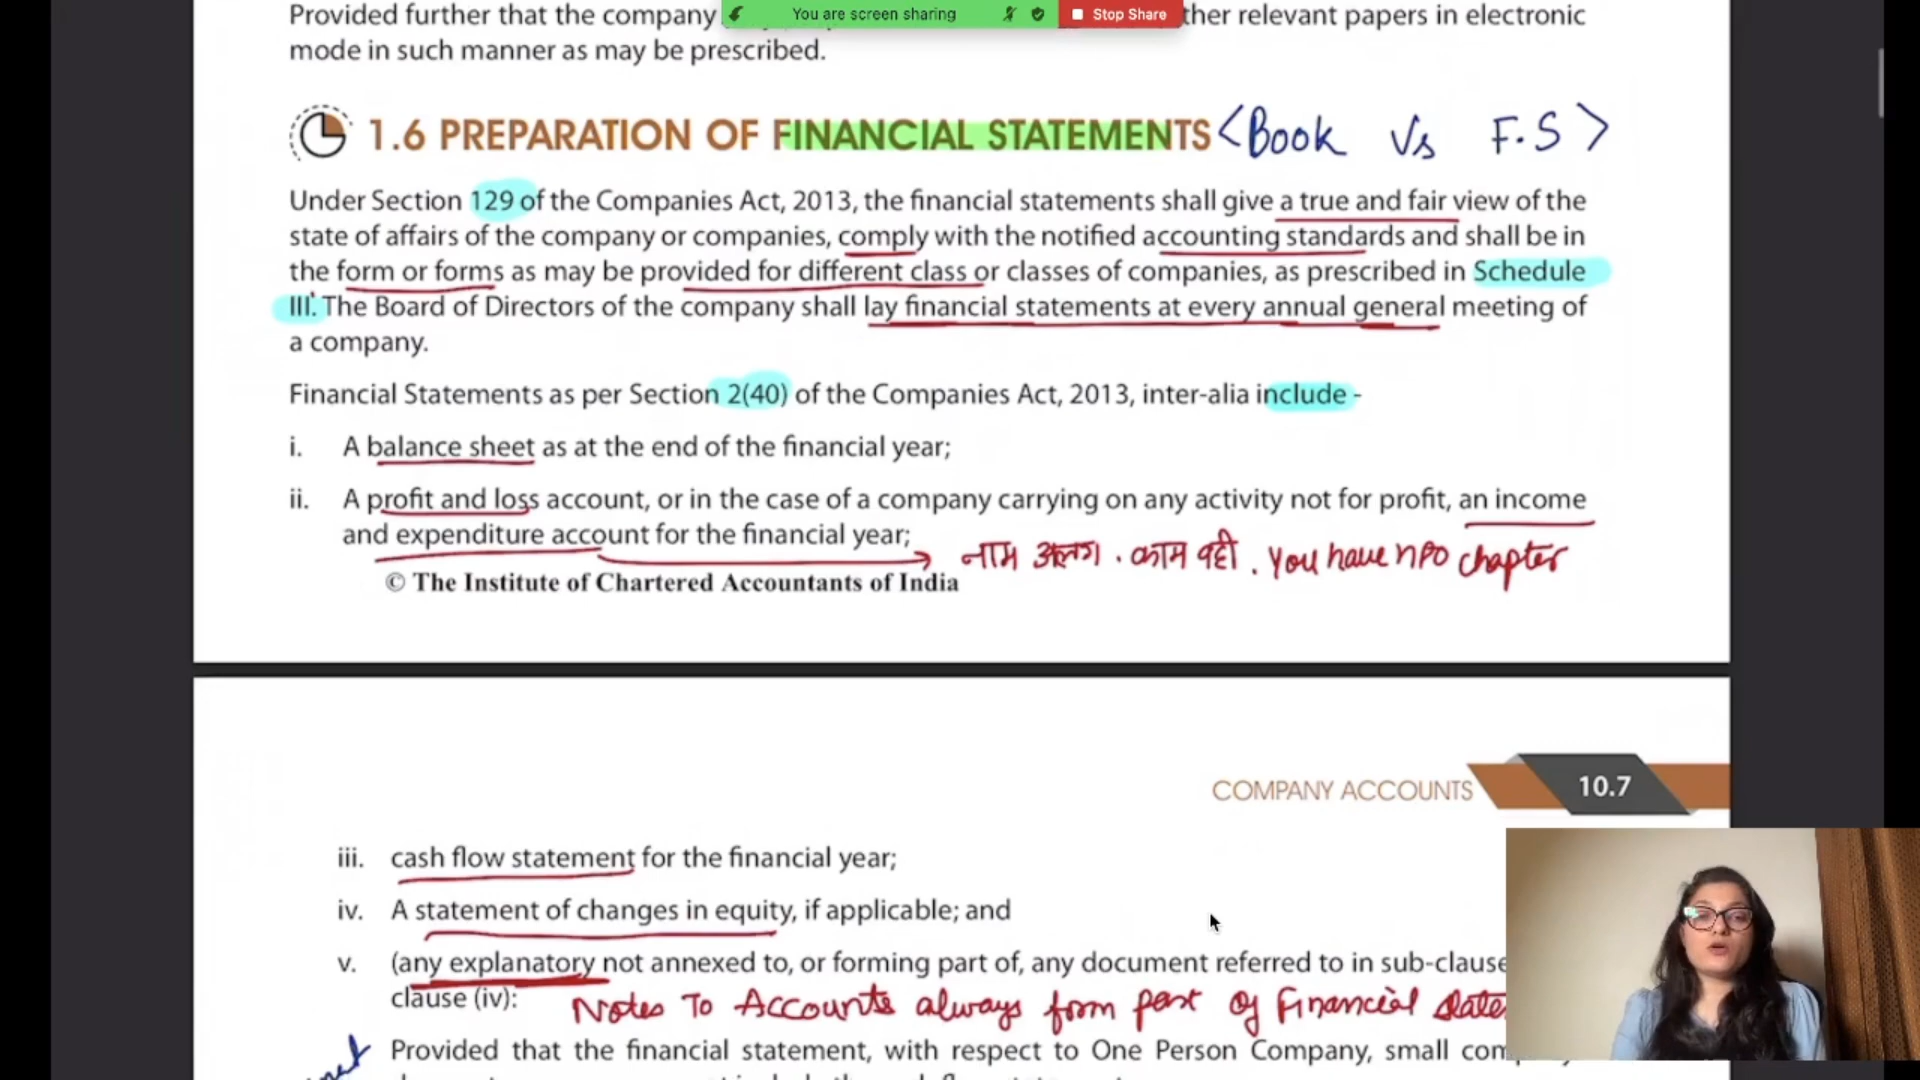 Provided further that the company
You are screen sharing
Stop Share
ther relevant papers in electronic
mode in such manner as may be prescribed.
1.6 PREPARATION OF FINANCIAL STATEMENTS <Book Vs F.S>
Under Section 129 of the Companies Act, 2013, the financial statements shall give a true and fair view of the
state of affairs of the company or companies, comply with the notified accounting standards and shall be in
the form or forms as may be provided for different class or classes of companies, as prescribed in Schedule
III. The Board of Directors of the company shall lay financial statements at every annual general meeting of
a company.
Financial Statements as per Section 2(40) of the Companies Act, 2013, inter-alia include -
i. A balance sheet as at the end of the financial year;
ii. A profit and loss account, or in the case of a company carrying on any activity not for profit, an income
and expenditure account for the financial year;
नाम अलग . काम वही . You have NPO chapter
© The Institute of Chartered Accountants of India
COMPANY ACCOUNTS 10.7
iii. cash flow statement for the financial year;
iv. A statement of changes in equity, if applicable; and
v. (any explanatory not annexed to, or forming part of, any document referred to in sub-clause
clause (iv):
Notes To Accounts always form part of Financial state
Provided that the financial statement, with respect to One Person Company, small com